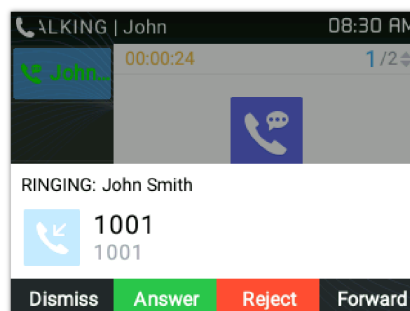 ALKING | John 08:30 AM
John...
00:00:24 1/2
RINGING: John Smith
1001
1001
Dismiss Answer Reject Forward